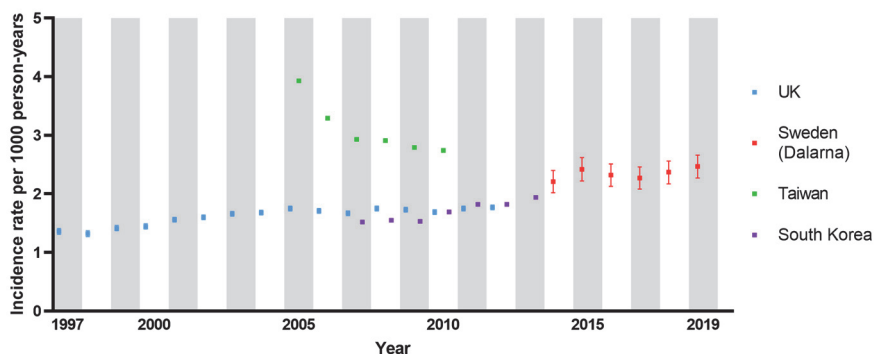 Incidence rate per 1000 person-years
5
4
3
2
1
0
1997
2000
2005
2010
2015
2019
Year
UK
Sweden
(Dalarna)
Taiwan
South Korea